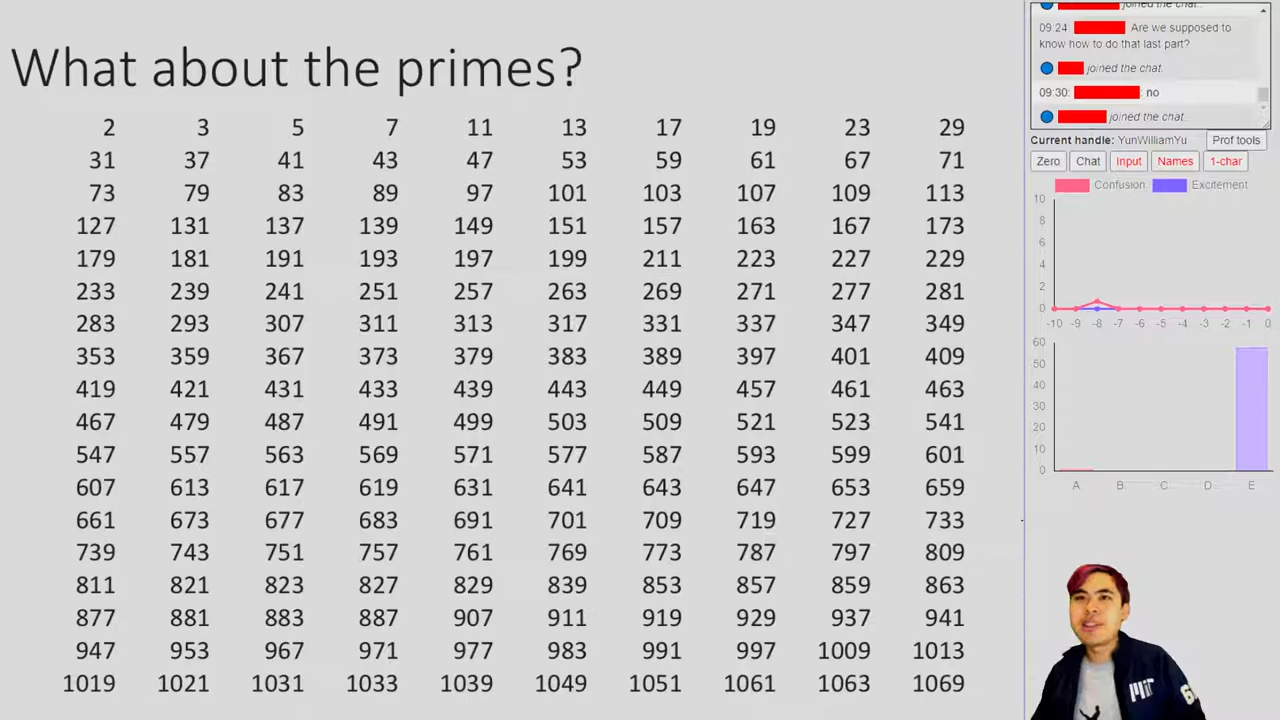 What about the primes?
2 3 5 7 11 13 17 19 23 29
31 37 41 43 47 53 59 61 67 71
73 79 83 89 97 101 103 107 109 113
127 131 137 139 149 151 157 163 167 173
179 181 191 193 197 199 211 223 227 229
233 239 241 251 257 263 269 271 277 281
283 293 307 311 313 317 331 337 347 349
353 359 367 373 379 383 389 397 401 409
419 421 431 433 439 443 449 457 461 463
467 479 487 491 499 503 509 521 523 541
547 557 563 569 571 577 587 593 599 601
607 613 617 619 631 641 643 647 653 659
661 673 677 683 691 701 709 719 727 733
739 743 751 757 761 769 773 787 797 809
811 821 823 827 829 839 853 857 859 863
877 881 883 887 907 911 919 929 937 941
947 953 967 971 977 983 991 997 1009 1013
1019 1021 1031 1033 1039 1049 1051 1061 1063 1069
joined the chat.
09:24: Are we supposed to
know how to do that last part?
joined the chat.
09:30: : no
joined the chat.
Current handle: YunWilliamYu Prof tools
Zero Chat Input Names 1-char
Confusion Excitement
10
8
6
4
2
0
-10 -9 -8 -7 -6 -5 -4 -3 -2 -1 0
60
50
40
30
20
10
0
A B C D E
MIT